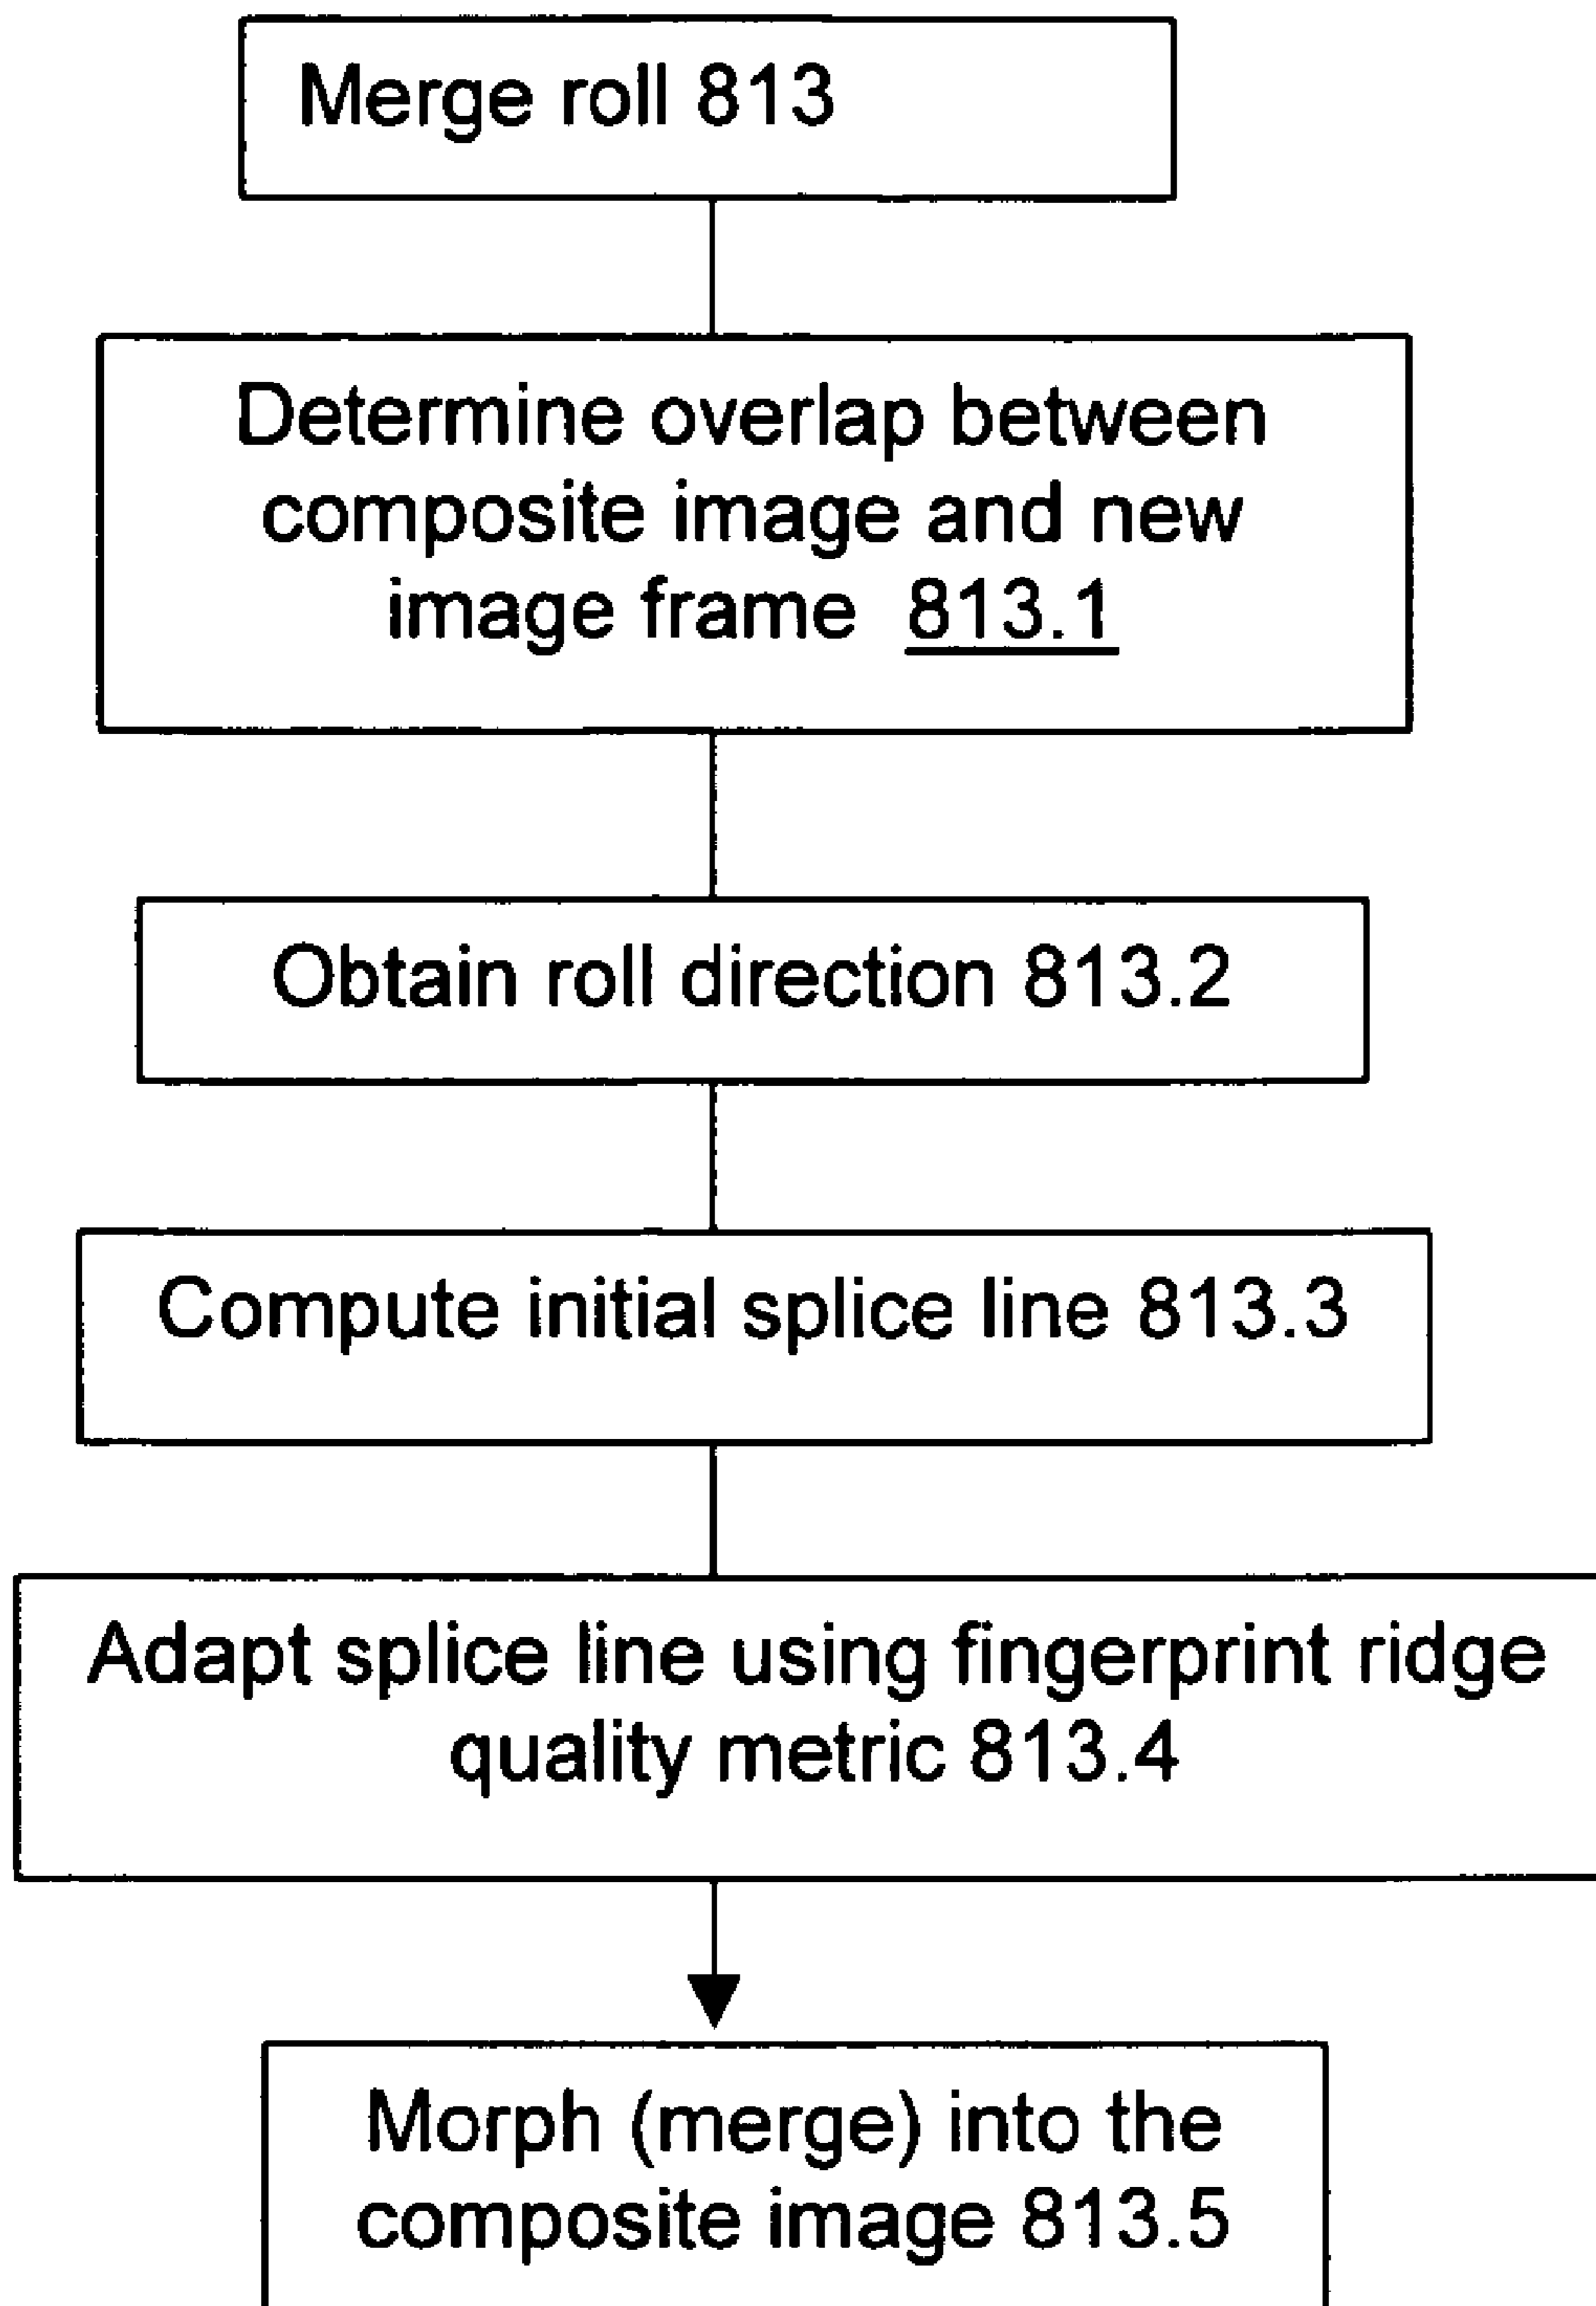 Merge roll 813
Determine overlap between
composite image and new
image frame 813.1
Obtain roll direction 813.2
Compute initial splice line 813.3
Adapt splice line using fingerprint ridge
quality metric 813.4
Morph (merge) into the
composite image 813.5